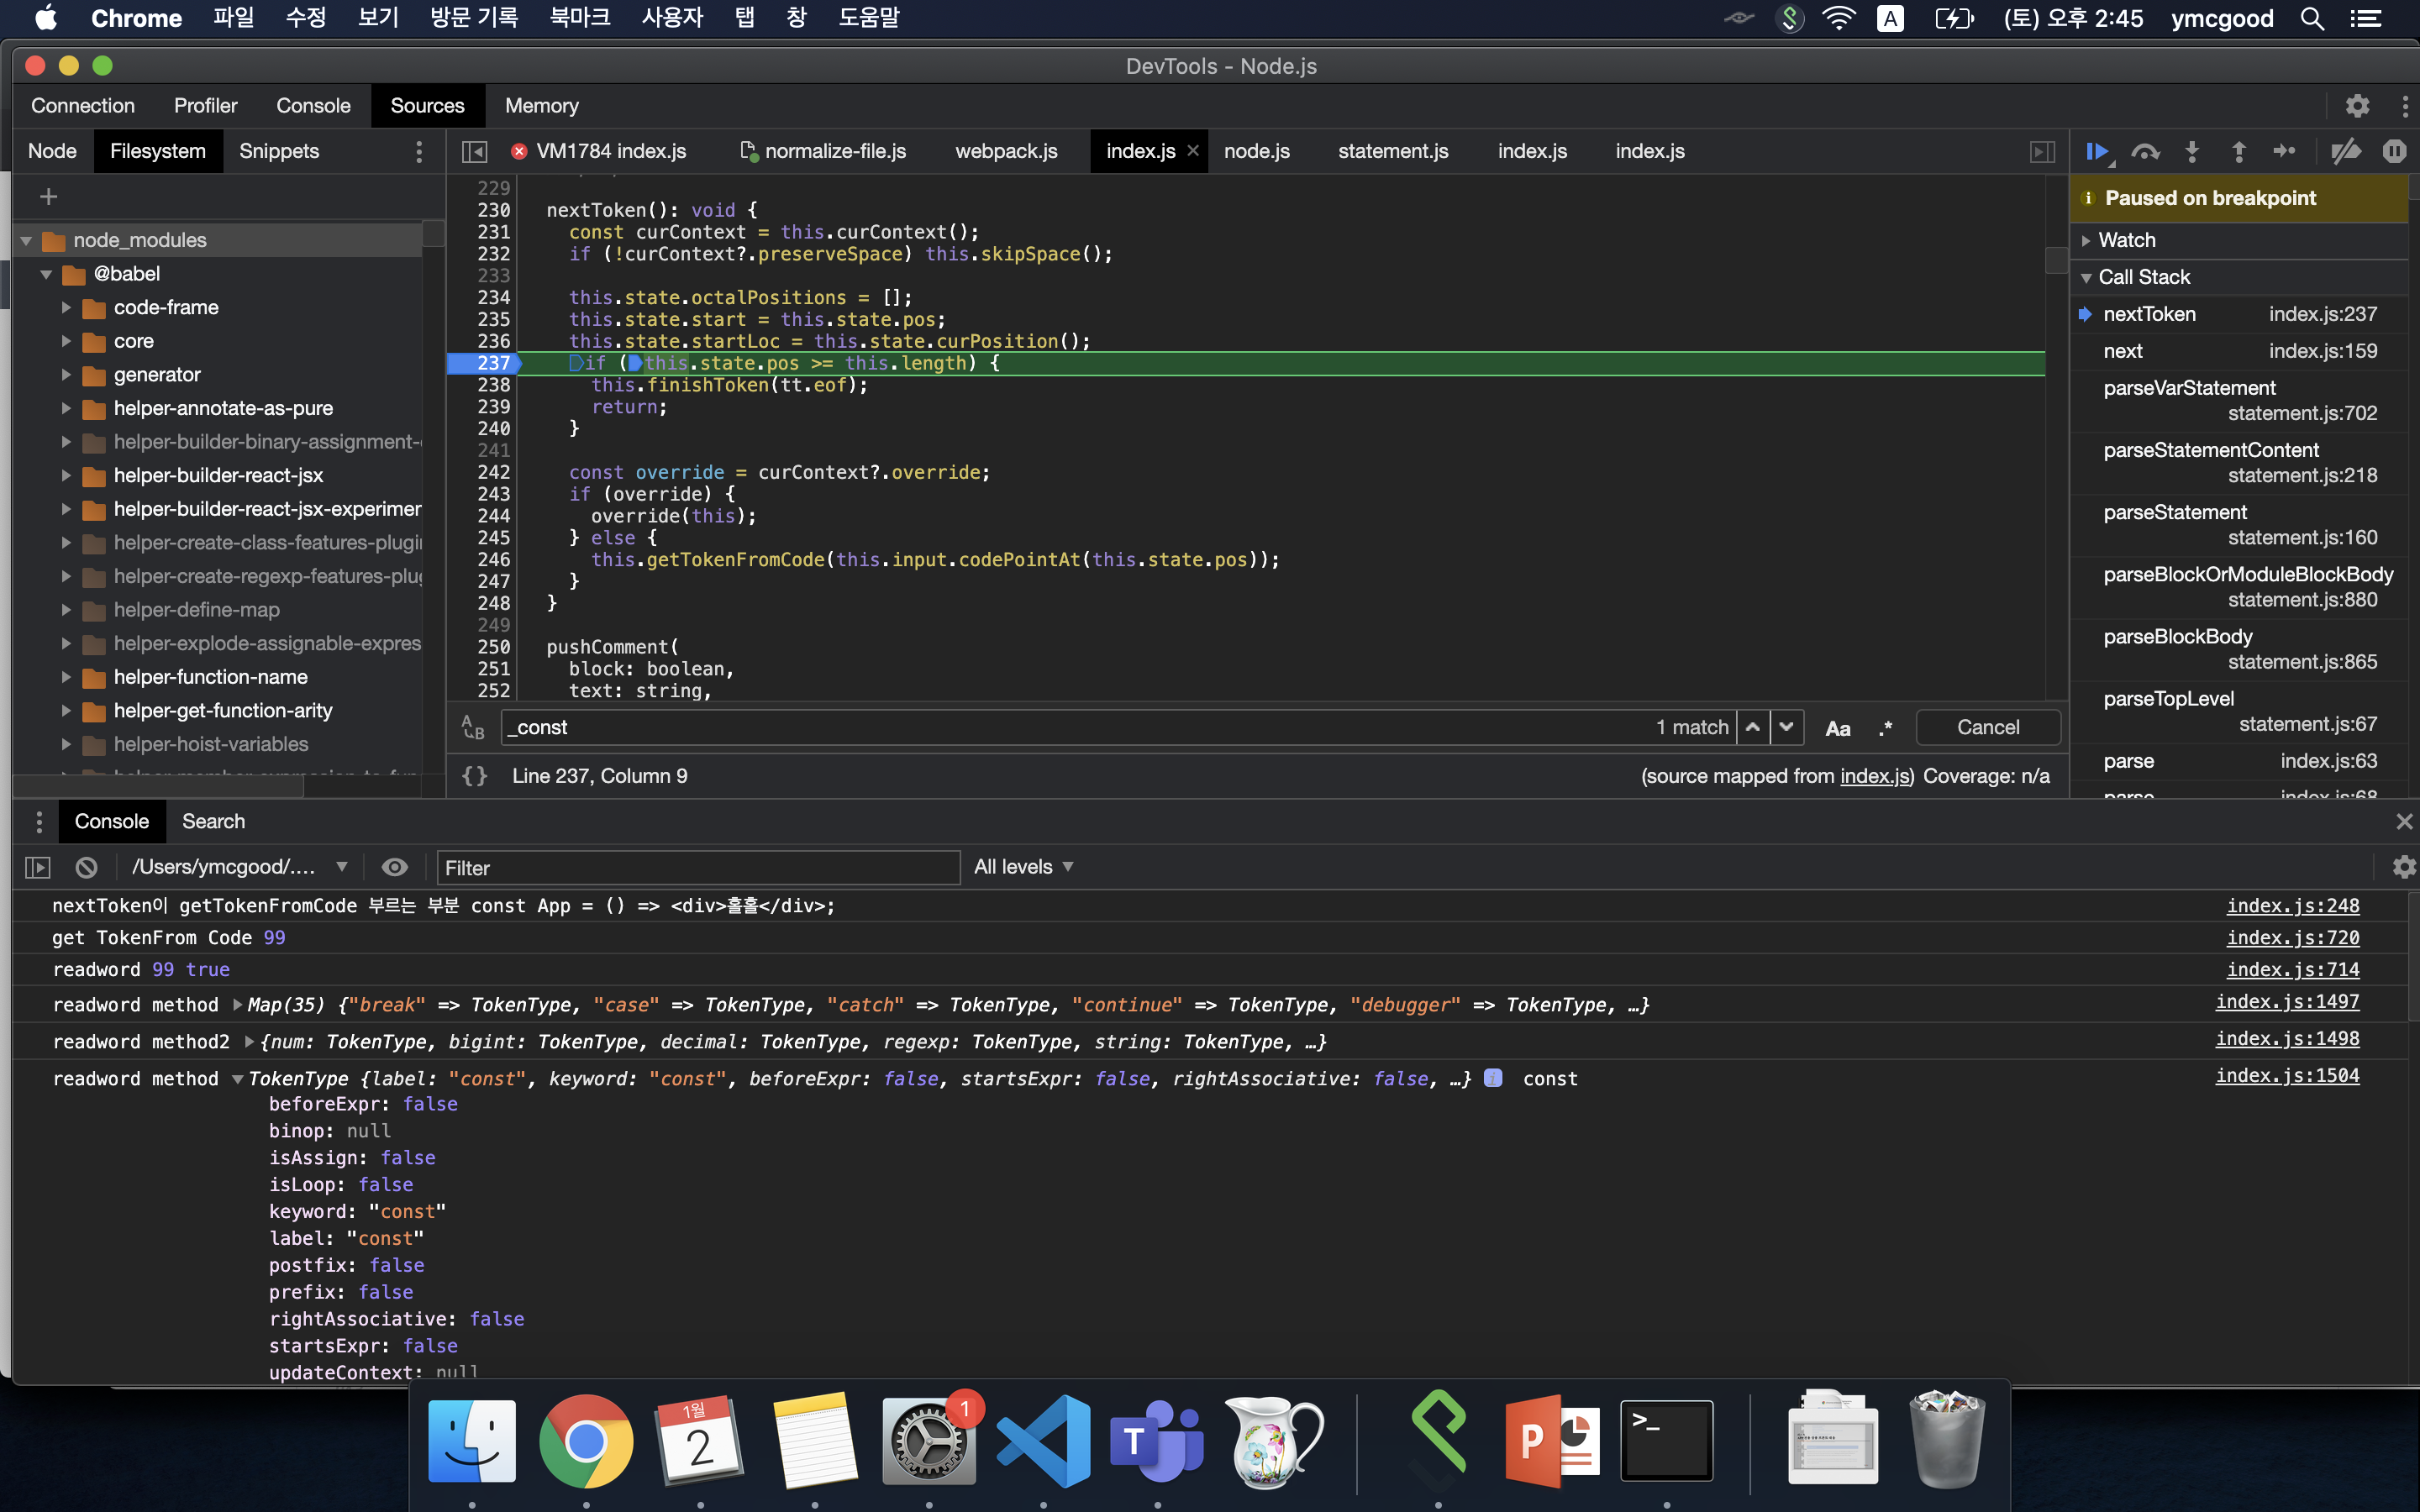 Chrome 파일 수정 보기 방문 기록 북마크 사용자 탭 창 도움말 A (토) 오후 2:45 ymcgood
DevTools - Node.js
Connection Profiler Console Sources Memory
Node Filesystem Snippets
VM1784 index.js normalize-file.js webpack.js index.js node.js statement.js index.js index.js
node_modules
@babel
code-frame
core
generator
helper-annotate-as-pure
helper-builder-binary-assignment-
helper-builder-react-jsx
helper-builder-react-jsx-experimer
helper-create-class-features-plugi
helper-create-regexp-features-plu
helper-define-map
helper-explode-assignable-expres
helper-function-name
helper-get-function-arity
helper-hoist-variables
229
230 nextToken(): void {
231 const curContext = this.curContext();
232 if (!curContext?.preserveSpace) this.skipSpace();
233
234 this.state.octalPositions = [];
235 this.state.start = this.state.pos;
236 this.state.startLoc = this.state.curPosition();
237 if (this.state.pos >= this.length) {
238 this.finishToken(tt.eof);
239 return;
240 }
241
242 const override = curContext?.override;
243 if (override) {
244 override(this);
245 } else {
246 this.getTokenFromCode(this.input.codePointAt(this.state.pos));
247 }
248 }
249
250 pushComment(
251 block: boolean,
252 text: string,
_const 1 match Aa .* Cancel
{} Line 237, Column 9 (source mapped from index.js) Coverage: n/a
Paused on breakpoint
Watch
Call Stack
nextToken index.js:237
next index.js:159
parseVarStatement
statement.js:702
parseStatementContent
statement.js:218
parseStatement
statement.js:160
parseBlockOrModuleBlockBody
statement.js:880
parseBlockBody
statement.js:865
parseTopLevel
statement.js:67
parse index.js:63
parse index.js:68
Console Search
/Users/ymcgood/.... Filter All levels
nextToken이 getTokenFromCode 부르는 부분 const App = () => <div>홀홀</div>; index.js:248
get TokenFrom Code 99 index.js:720
readword 99 true index.js:714
readword method Map(35) {"break" => TokenType, "case" => TokenType, "catch" => TokenType, "continue" => TokenType, "debugger" => TokenType, …} index.js:1497
readword method2 {num: TokenType, bigint: TokenType, decimal: TokenType, regexp: TokenType, string: TokenType, …} index.js:1498
readword method TokenType {label: "const", keyword: "const", beforeExpr: false, startsExpr: false, rightAssociative: false, …} i const index.js:1504
beforeExpr: false
binop: null
isAssign: false
isLoop: false
keyword: "const"
label: "const"
postfix: false
prefix: false
rightAssociative: false
startsExpr: false
updateContext: null
1월
2
1
T
P
>_